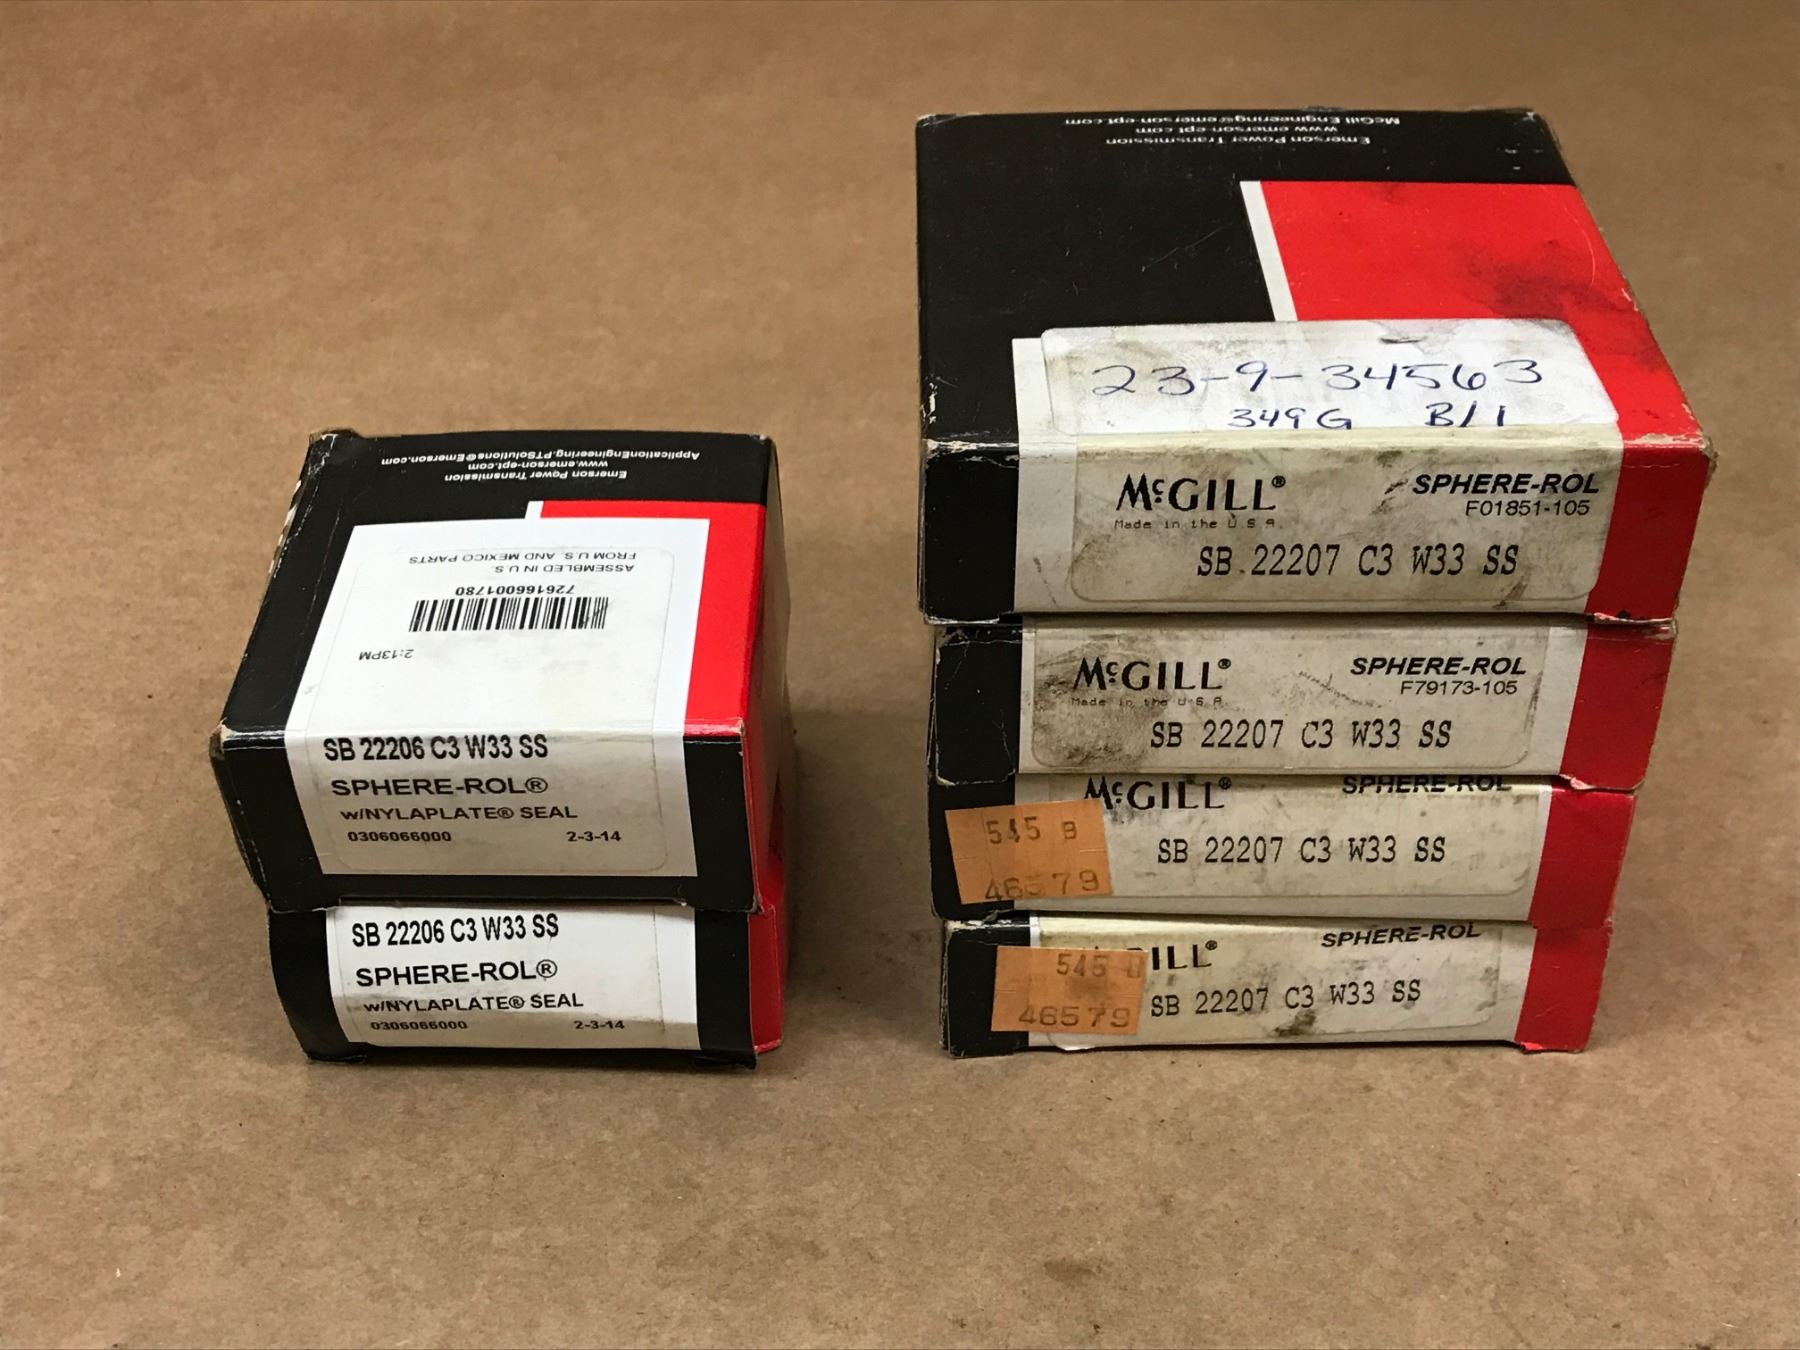 Emerson Power Transmission
www.emerson-ept.com
ApplicationEngineering.PTSolutions@Emerson.com
ASSEMBLED IN U.S.
FROM U.S. AND MEXICO PARTS
726166001780
2:13PM
SB 22206 C3 W33 SS
SPHERE-ROL®
w/NYLAPLATE® SEAL
0306066000 2-3-14
SB 22206 C3 W33 SS
SPHERE-ROL®
w/NYLAPLATE® SEAL
0306066000 2-3-14
Emerson Power Transmission
www.emerson-ept.com
McGill Engineering@emerson-ept.com
23-9-34563
349G B/1
McGILL® SPHERE-ROL
Made in the U.S.A. F01851-105
SB 22207 C3 W33 SS
McGILL® SPHERE-ROL
Made in the U.S.A. F79173-105
SB 22207 C3 W33 SS
McGILL® SPHERE-ROL
545 B
SB 22207 C3 W33 SS
46579
ILL® SPHERE-ROL
545
SB 22207 C3 W33 SS
46579